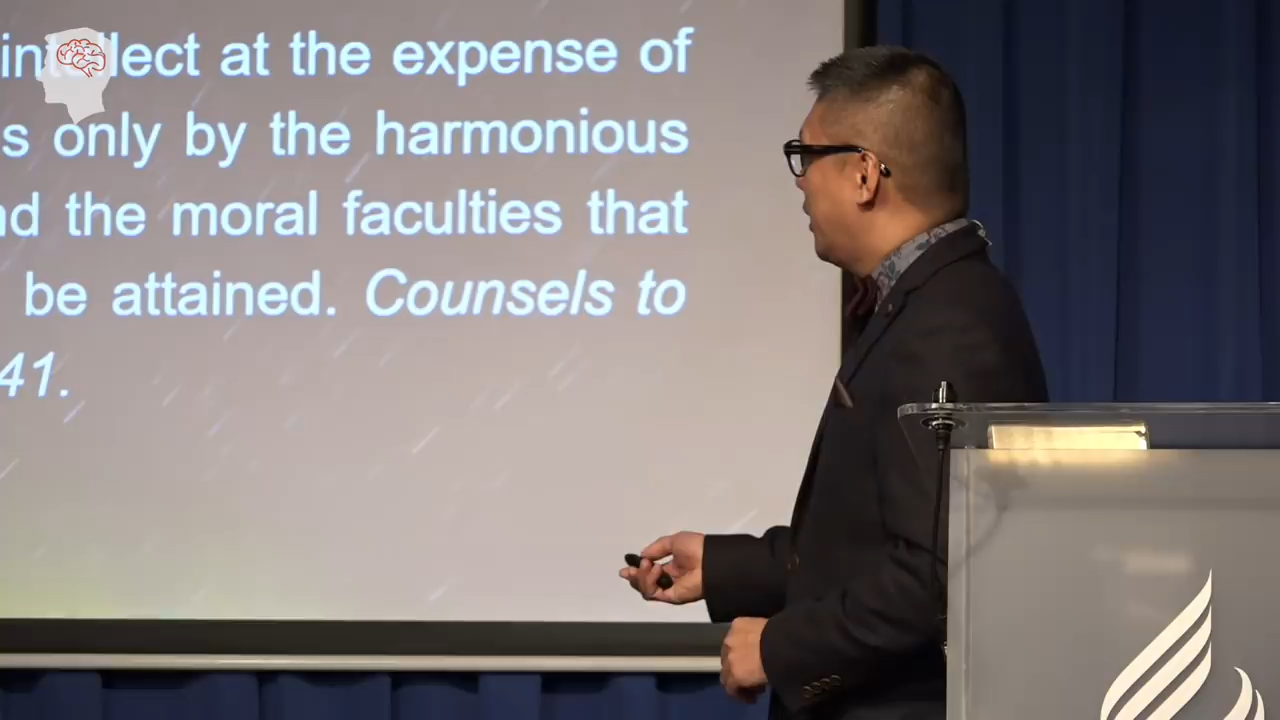 intellect at the expense of
s only by the harmonious
nd the moral faculties that
be attained. Counsels to
41.